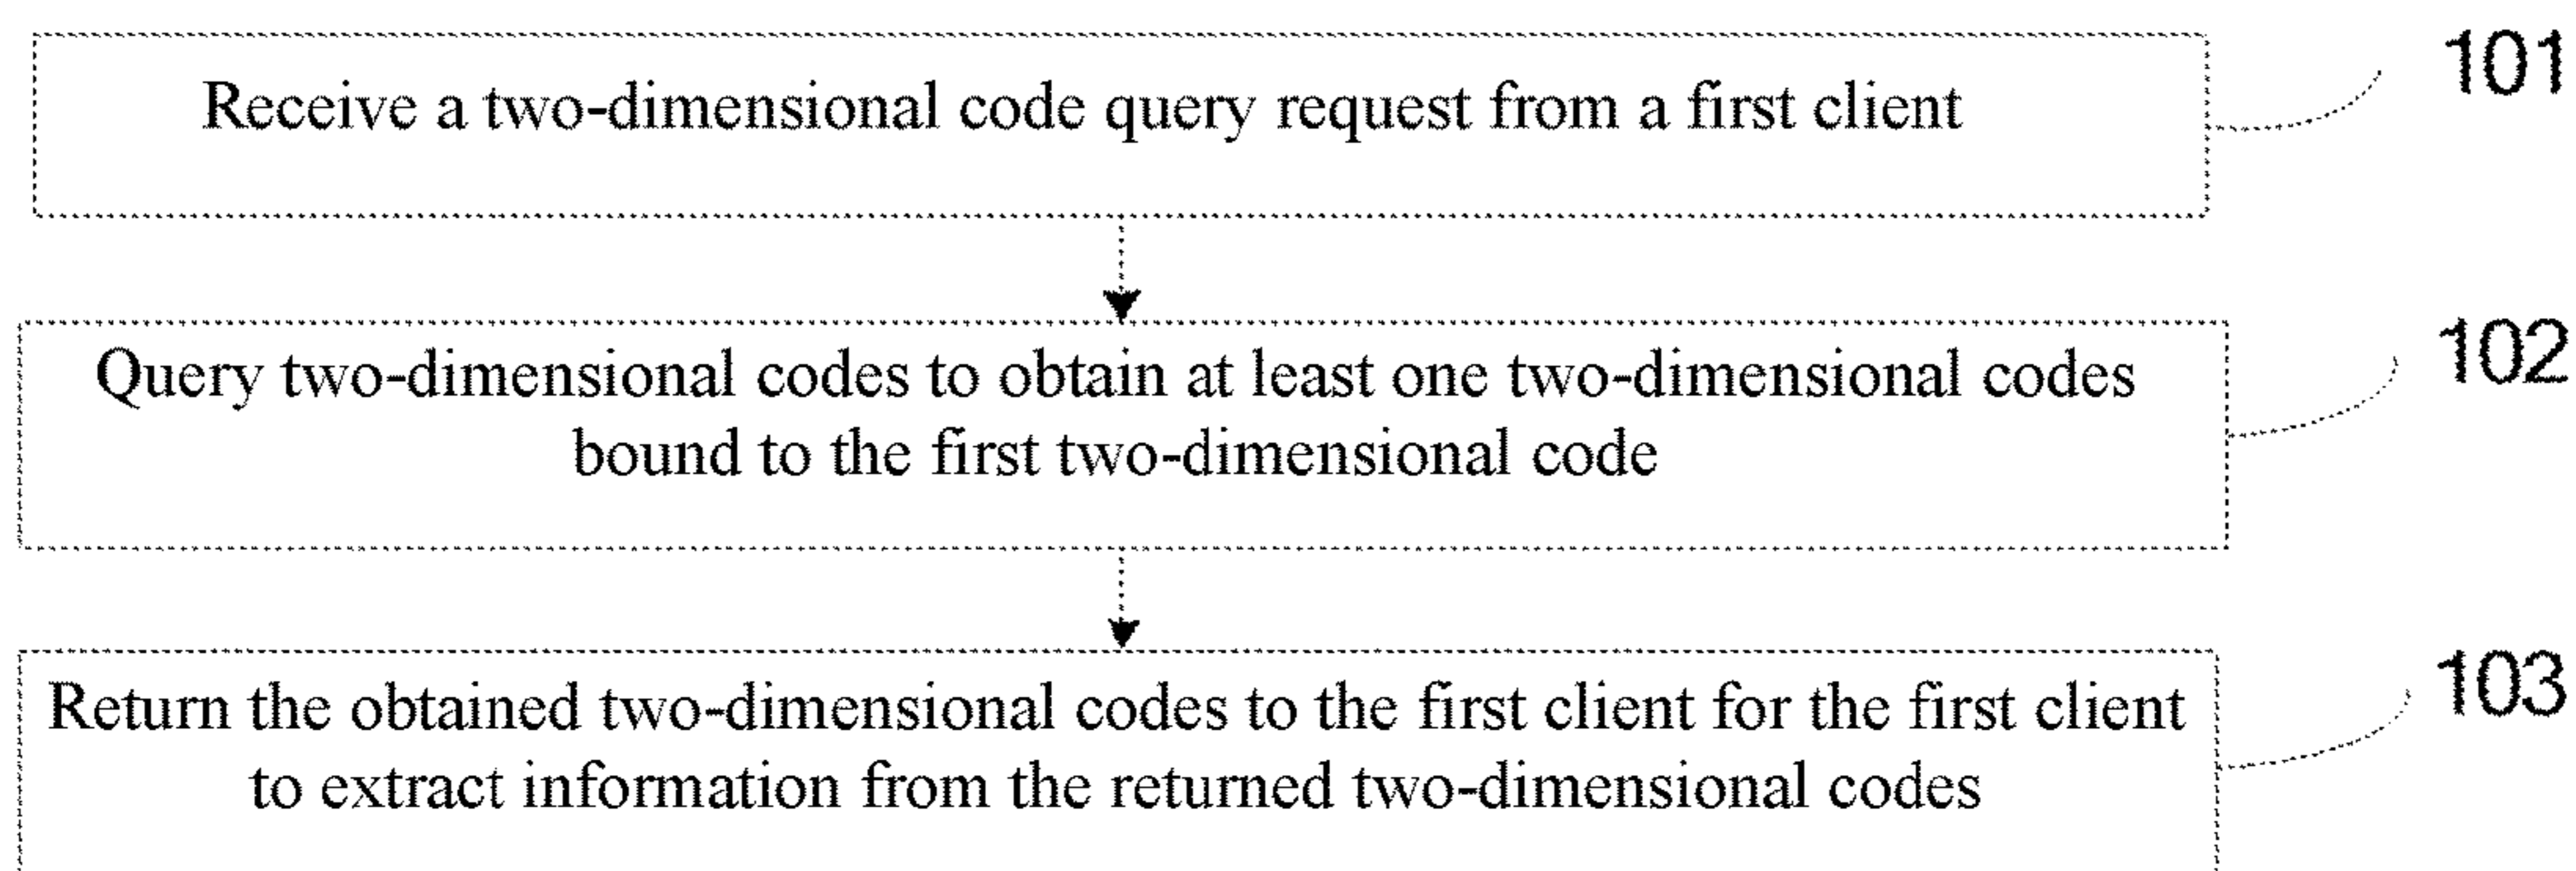 Receive a two-dimensional code query request from a first client
101
Query two-dimensional codes to obtain at least one two-dimensional codes
bound to the first two-dimensional code
102
Return the obtained two-dimensional codes to the first client for the first client
to extract information from the returned two-dimensional codes
103